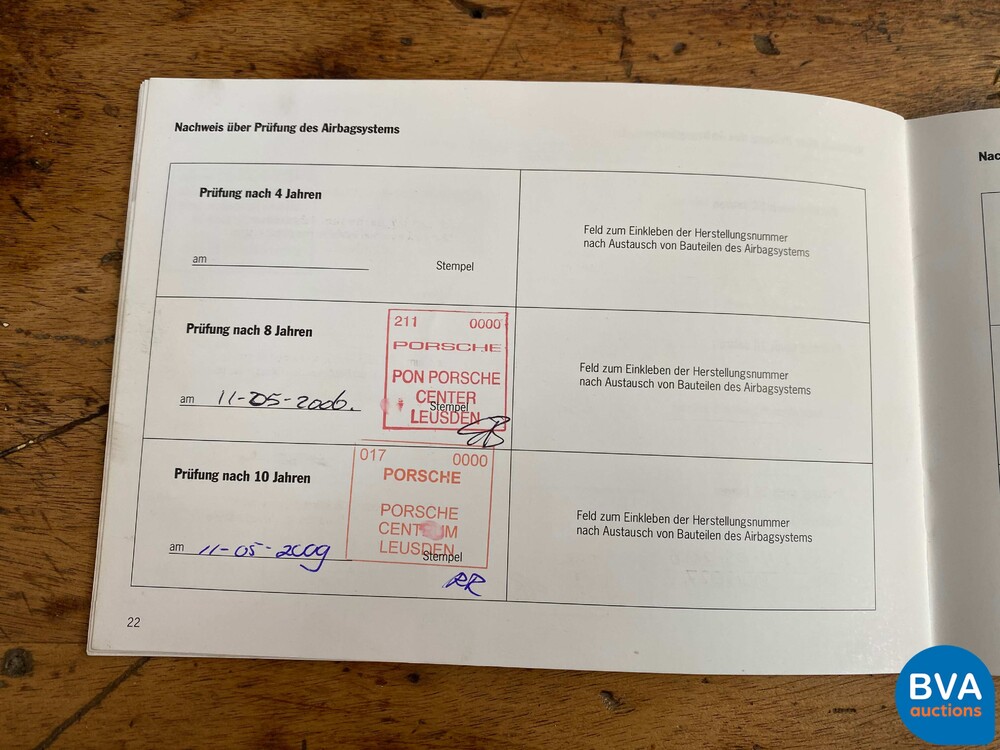 Nachweis über Prüfung des Airbagsystems
Nac
Prüfung nach 4 Jahren
am
Stempel
Feld zum Einkleben der Herstellungsnummer
nach Austausch von Bauteilen des Airbagsystems
Prüfung nach 8 Jahren
am 11-05-2006.
211 0000
PORSCHE
PON PORSCHE
CENTER
Stempel
LEUSDEN
Feld zum Einkleben der Herstellungsnummer
nach Austausch von Bauteilen des Airbagsystems
Prüfung nach 10 Jahren
am 11-05-2009
017 0000
PORSCHE
PORSCHE
CENTRUM
LEUSDEN
Stempel
RR
Feld zum Einkleben der Herstellungsnummer
nach Austausch von Bauteilen des Airbagsystems
22
BVA
auctions